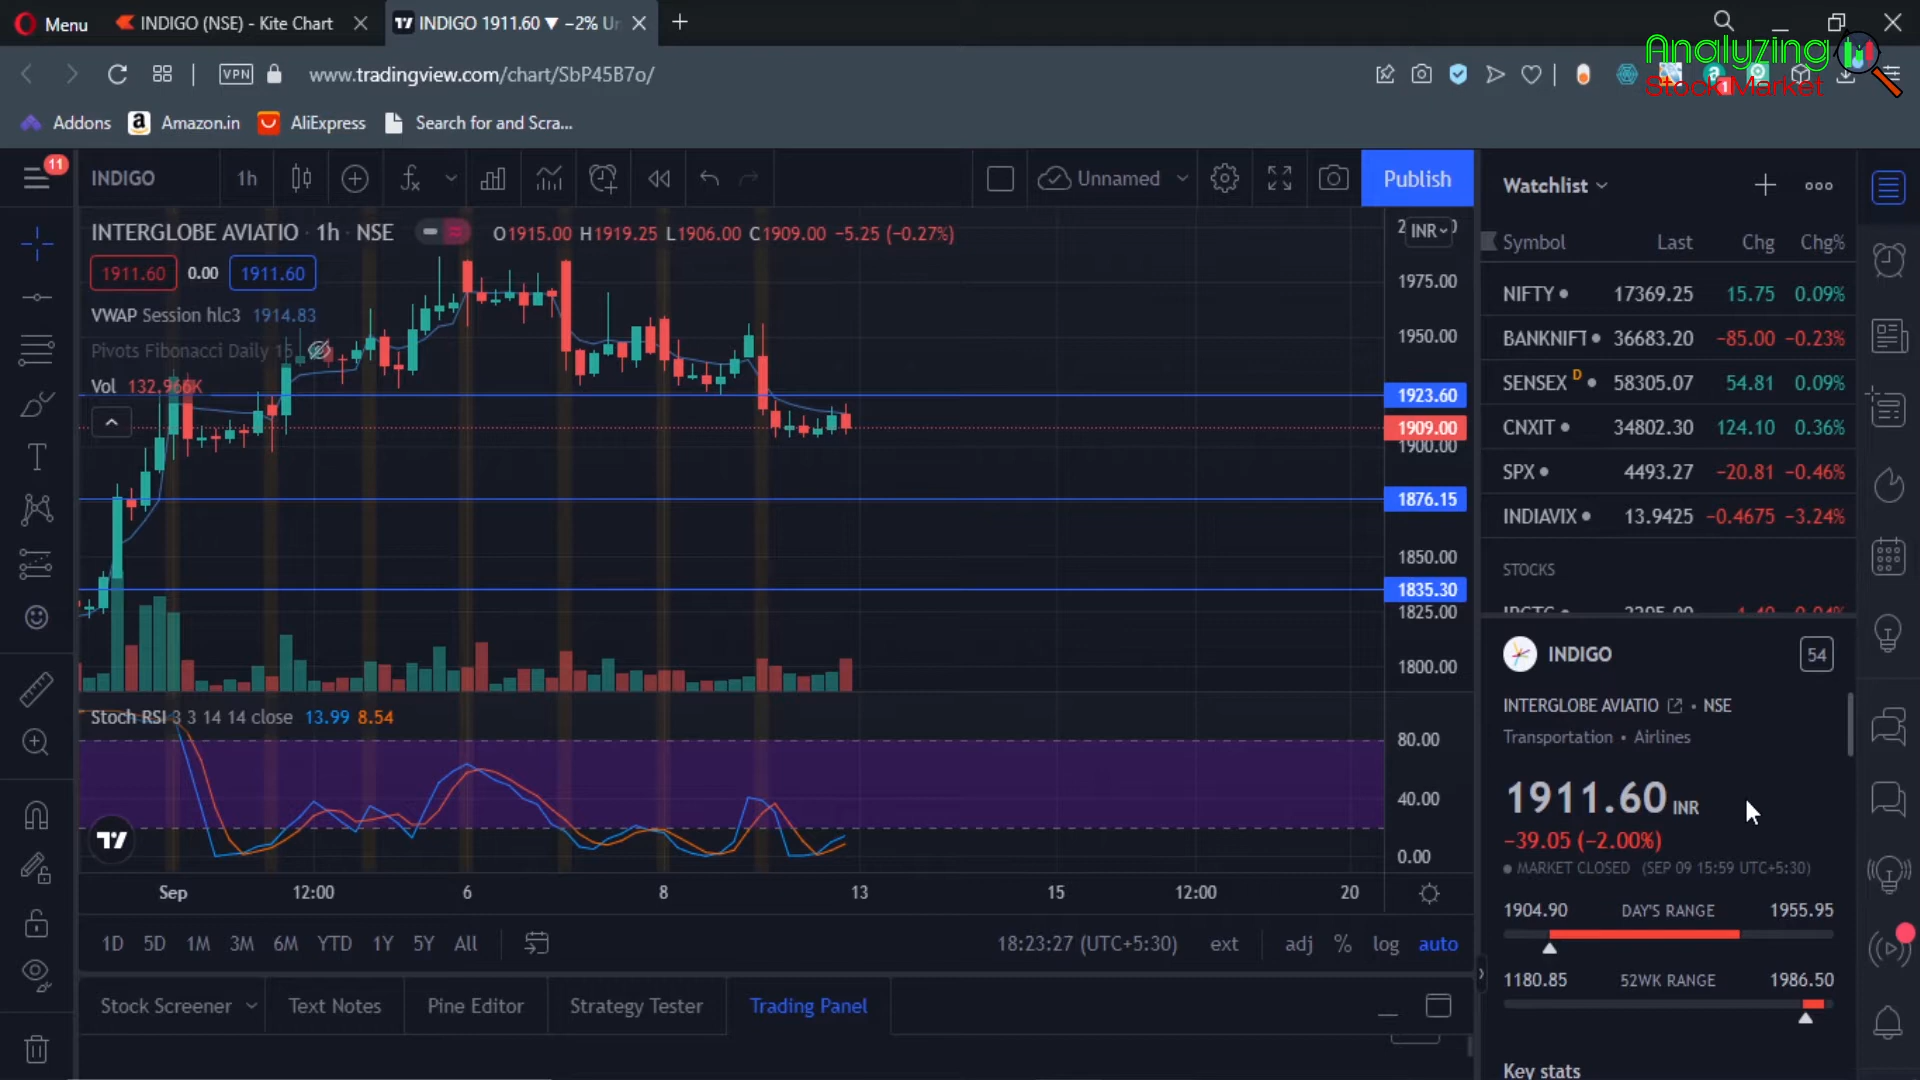 Menu
INDIGO (NSE) - Kite Chart
INDIGO 1911.60 ▼ −2% Un
Analyzing
Stock Market
VPN
www.tradingview.com/chart/SbP45B7o/
1
Addons
Amazon.in
AliExpress
Search for and Scra...
11
INDIGO
1h
Unnamed
Publish
INTERGLOBE AVIATIO · 1h · NSE
O1915.00 H1919.25 L1906.00 C1909.00 −5.25 (−0.27%)
1911.60 0.00 1911.60
VWAP Session hlc3 1914.83
Pivots Fibonacci Daily 15
Vol 132.966K
INR
1975.00
1950.00
1923.60
1909.00
1900.00
1876.15
1850.00
1835.30
1825.00
1800.00
Stoch RSI 3 3 14 14 close 13.99 8.54
80.00
40.00
0.00
Sep 12:00 6 8 13 15 12:00 20
1D 5D 1M 3M 6M YTD 1Y 5Y All
18:23:27 (UTC+5:30) ext adj % log auto
Stock Screener
Text Notes
Pine Editor
Strategy Tester
Trading Panel
Watchlist
Symbol Last Chg Chg%
NIFTY 17369.25 15.75 0.09%
BANKNIFT 36683.20 −85.00 −0.23%
SENSEX D 58305.07 54.81 0.09%
CNXIT 34802.30 124.10 0.36%
SPX 4493.27 −20.81 −0.46%
INDIAVIX 13.9425 −0.4675 −3.24%
STOCKS
INDIGO
54
INTERGLOBE AVIATIO • NSE
Transportation • Airlines
1911.60 INR
−39.05 (−2.00%)
MARKET CLOSED (SEP 09 15:59 UTC+5:30)
1904.90 DAY'S RANGE 1955.95
1180.85 52WK RANGE 1986.50
Key stats